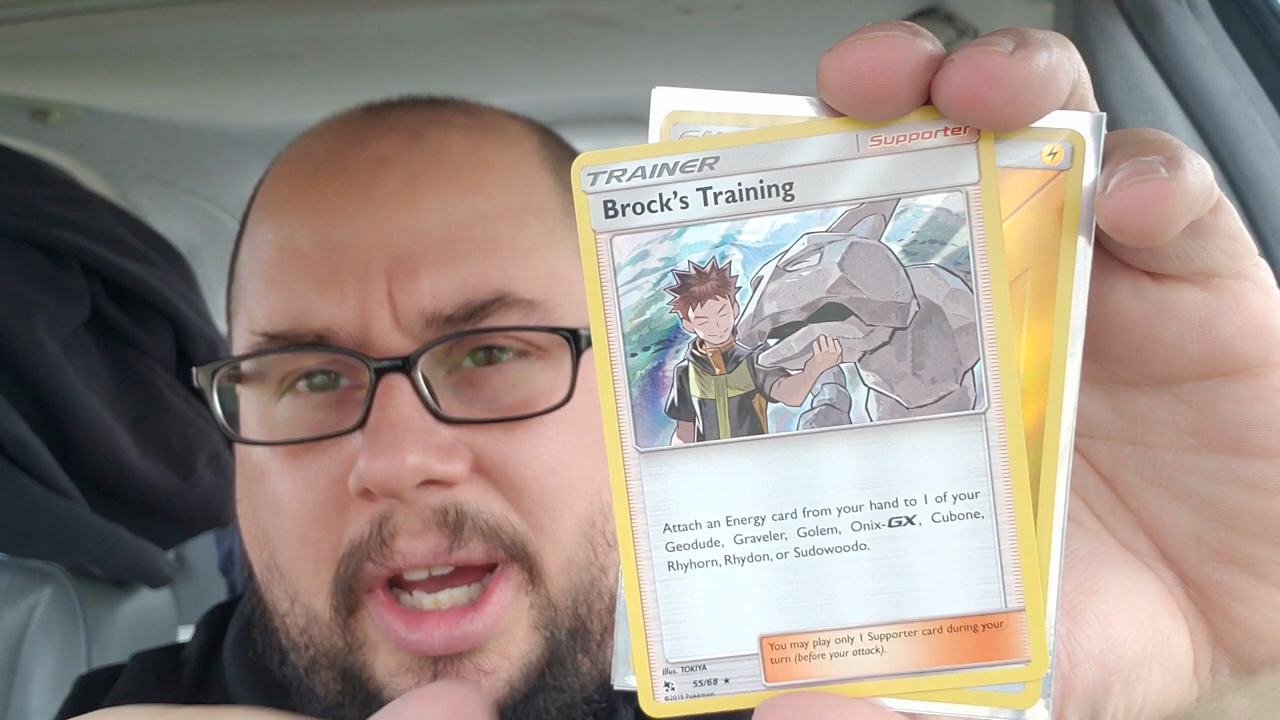 TRAINER
Supporter
Brock's Training
Attach an Energy card from your hand to 1 of your
Geodude, Graveler, Golem, Onix-GX, Cubone,
Rhyhorn, Rhydon, or Sudowoodo.
You may play only 1 Supporter card during your
turn (before your attack).
Illus. TOKIYA
55/68 ★
©2019 Pokémon